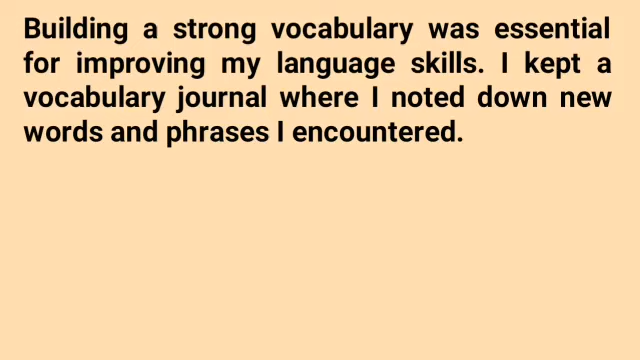 Building a strong vocabulary was essential
for improving my language skills. I kept a
vocabulary journal where I noted down new
words and phrases I encountered.